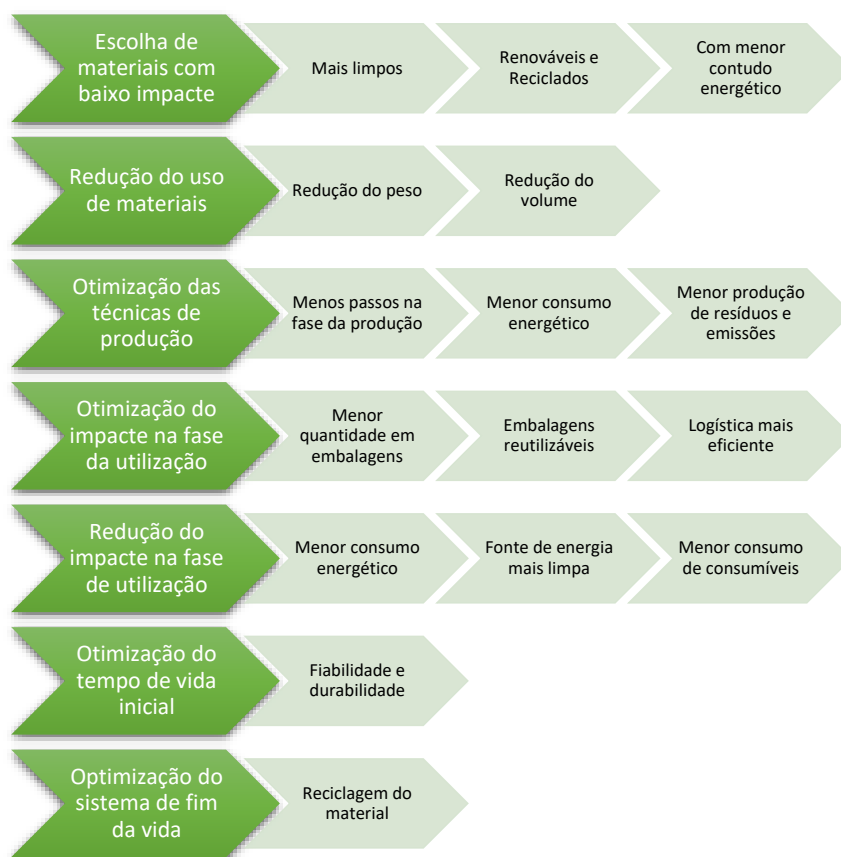 Escolha de
materiais com
baixo impacte
Mais limpos
Renováveis e
Reciclados
Com menor
contudo
energético
Redução do uso
de materiais
Redução do peso
Redução do
volume
Otimização das
técnicas de
produção
Menos passos na
fase da produção
Menor consumo
energético
Menor produção
de resíduos e
emissões
Otimização do
impacte na fase
da utilização
Menor
quantidade em
embalagens
Embalagens
reutilizáveis
Logística mais
eficiente
Redução do
impacte na fase
de utilização
Menor consumo
energético
Fonte de energia
mais limpa
Menor consumo
de consumíveis
Otimização do
tempo de vida
inicial
Fiabilidade e
durabilidade
Optimização do
sistema de fim
da vida
Reciclagem do
material